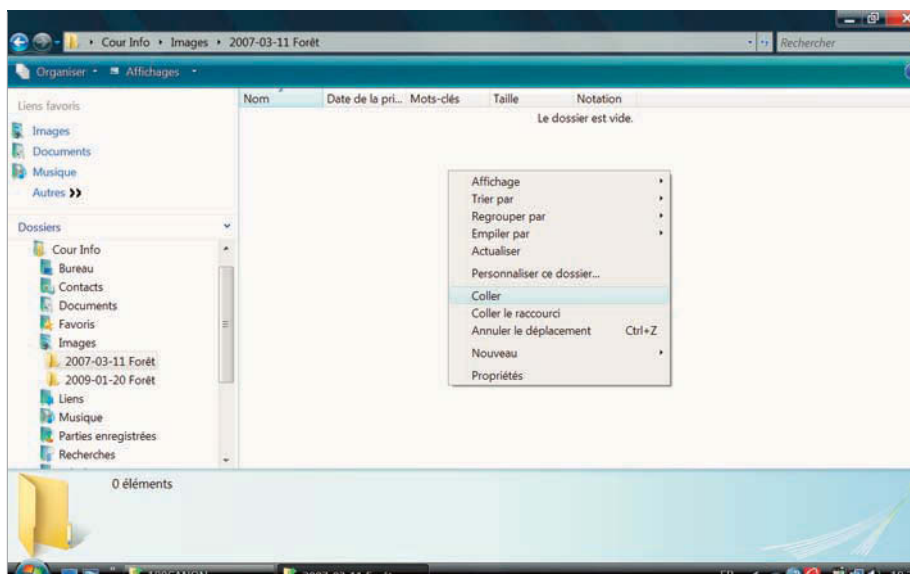 Cour Info ▸ Images ▸ 2007-03-11 Forêt
Rechercher
Organiser
Affichages
Liens favoris
Images
Documents
Musique
Autres
Dossiers
Cour Info
Bureau
Contacts
Documents
Favoris
Images
2007-03-11 Forêt
2009-01-20 Forêt
Liens
Musique
Parties enregistrées
Recherches
Nom Date de la pri... Mots-clés Taille Notation
Le dossier est vide.
Affichage
Trier par
Regrouper par
Empiler par
Actualiser
Personnaliser ce dossier...
Coller
Coller le raccourci
Annuler le déplacement Ctrl+Z
Nouveau
Propriétés
0 éléments